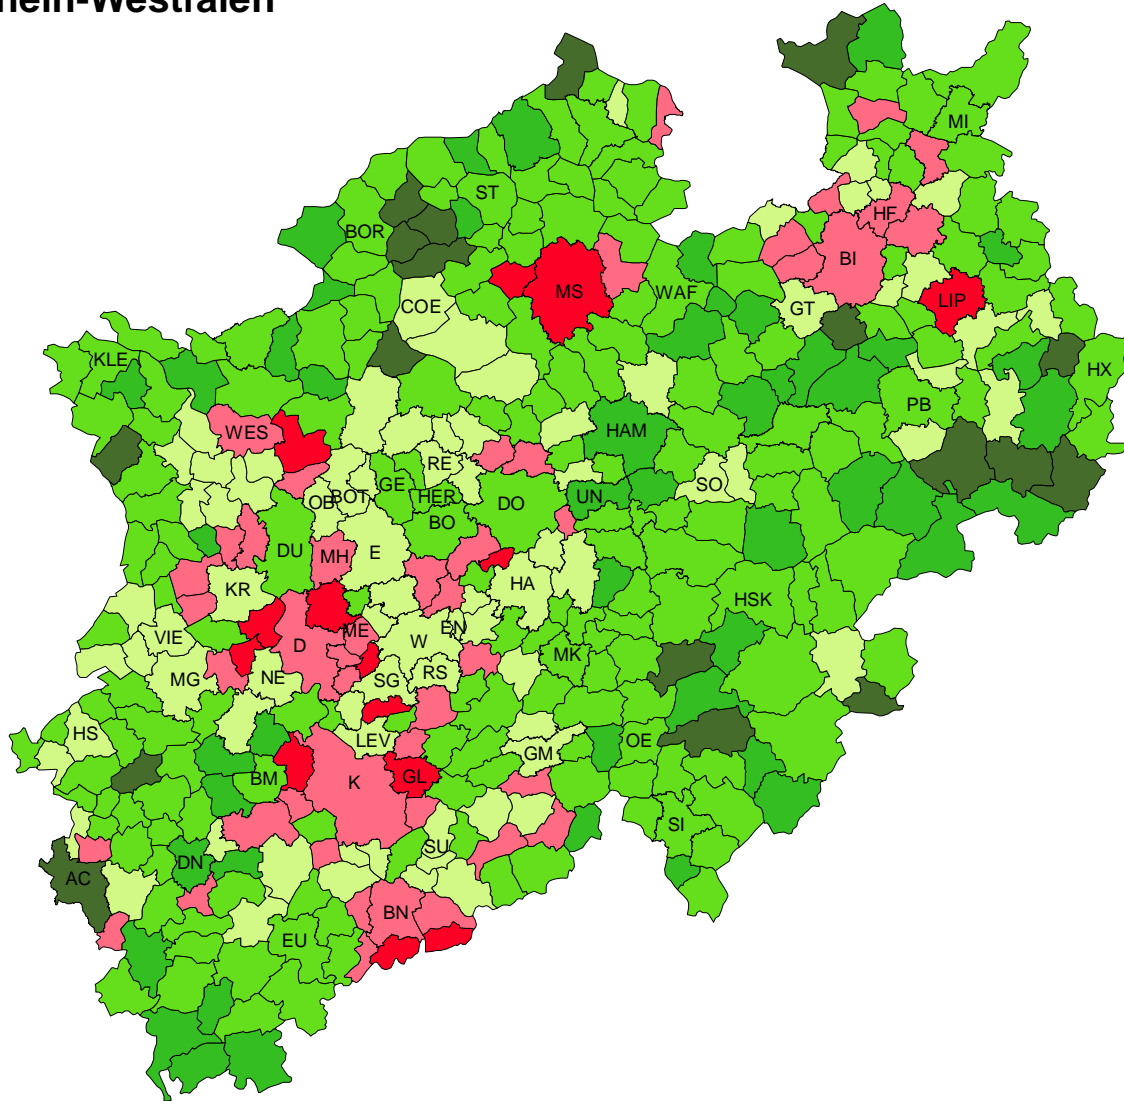 hein-Westfalen
MI
ST
HF
BOR
BI
MS
WAF
LIP
COE
GT
KLE
HX
PB
WES
HAM
RE
GE
SO
BOT
OB
HER
UN
DO
BO
DU
MH
E
HA
KR
HSK
EN
ME
VIE
W
D
MK
RS
MG
NE
SG
HS
LEV
OE
GM
BM
GL
K
SI
SU
DN
AC
BN
EU